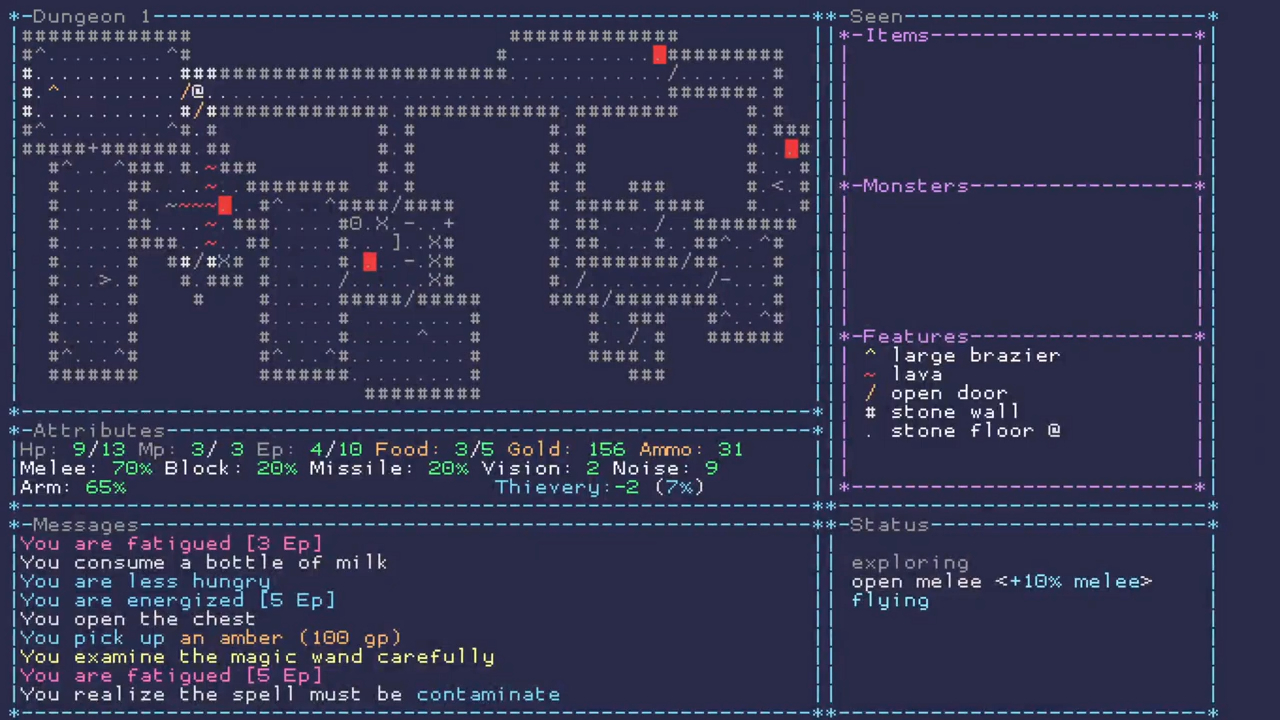 Dungeon 1
Seen
Items
Monsters
Features
^ large brazier
~ lava
/ open door
# stone wall
. stone floor @
Attributes
Hp: 9/13 Mp: 3/ 3 Ep: 4/10 Food: 3/5 Gold: 156 Ammo: 31
Melee: 70% Block: 20% Missile: 20% Vision: 2 Noise: 9
Arm: 65% Thievery:-2 (7%)
Messages
You are fatigued [3 Ep]
You consume a bottle of milk
You are less hungry
You are energized [5 Ep]
You open the chest
You pick up an amber (100 gp)
You examine the magic wand carefully
You are fatigued [5 Ep]
You realize the spell must be contaminate
Status
exploring
open melee <+10% melee>
flying